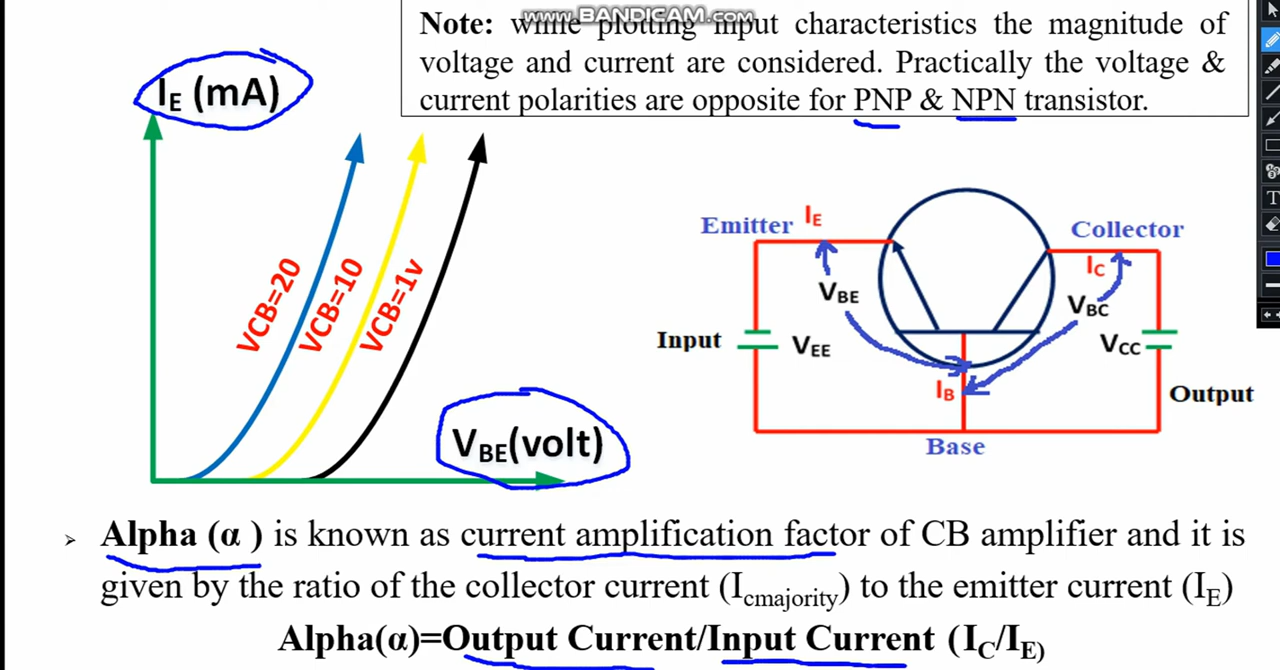 www.BANDICAM.com
Note: while plotting input characteristics the magnitude of
voltage and current are considered. Practically the voltage &
current polarities are opposite for PNP & NPN transistor.
IE (mA)
VCB=20
VCB=10
VCB=1v
VBE(volt)
Emitter IE
Collector
IC
VBE
VBC
Input
VEE
VCC
IB
Output
Base
T
➢ Alpha (α ) is known as current amplification factor of CB amplifier and it is
given by the ratio of the collector current (Icmajority) to the emitter current (IE)
Alpha(α)=Output Current/Input Current (IC/IE)